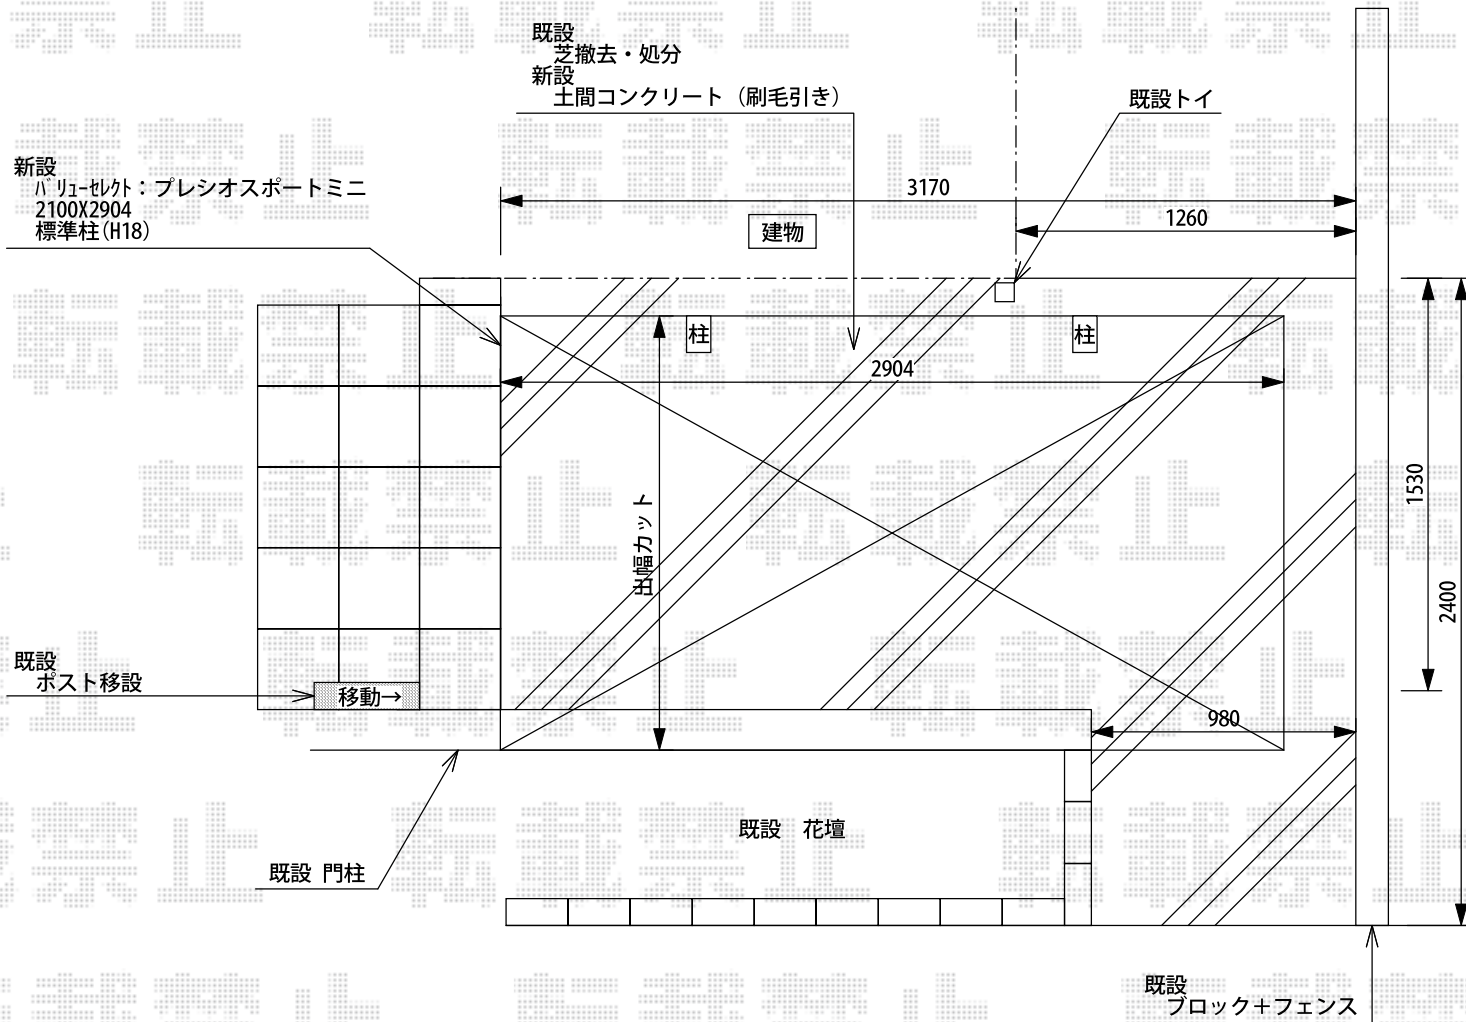 既設
芝撤去・処分
新設
土間コンクリート（刷毛引き）
既設トイ
新設
バリューセレクト：プレシオスポートミニ
2100X2904
標準柱(H18)
3170
1260
建物
柱
柱
2904
出幅カット
1530
2400
既設
ポスト移設
移動→
980
既設 花壇
既設 門柱
既設
ブロック＋フェンス
転載禁止